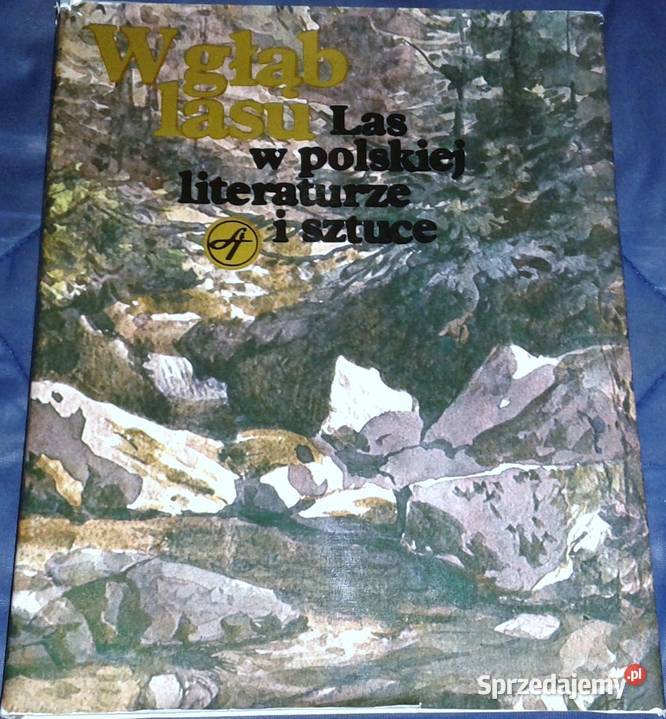 W głąb
lasu
Las
w polskiej
literaturze
i sztuce
Sprzedajemy.pl